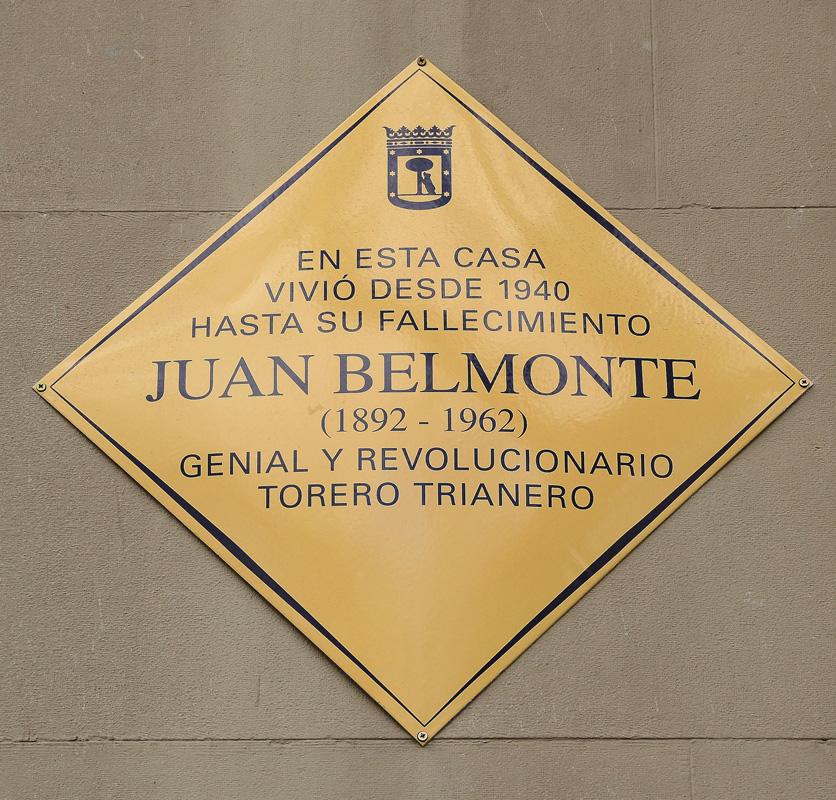 EN ESTA CASA
VIVIÓ DESDE 1940
HASTA SU FALLECIMIENTO
JUAN BELMONTE
(1892 - 1962)
GENIAL Y REVOLUCIONARIO
TORERO TRIANERO